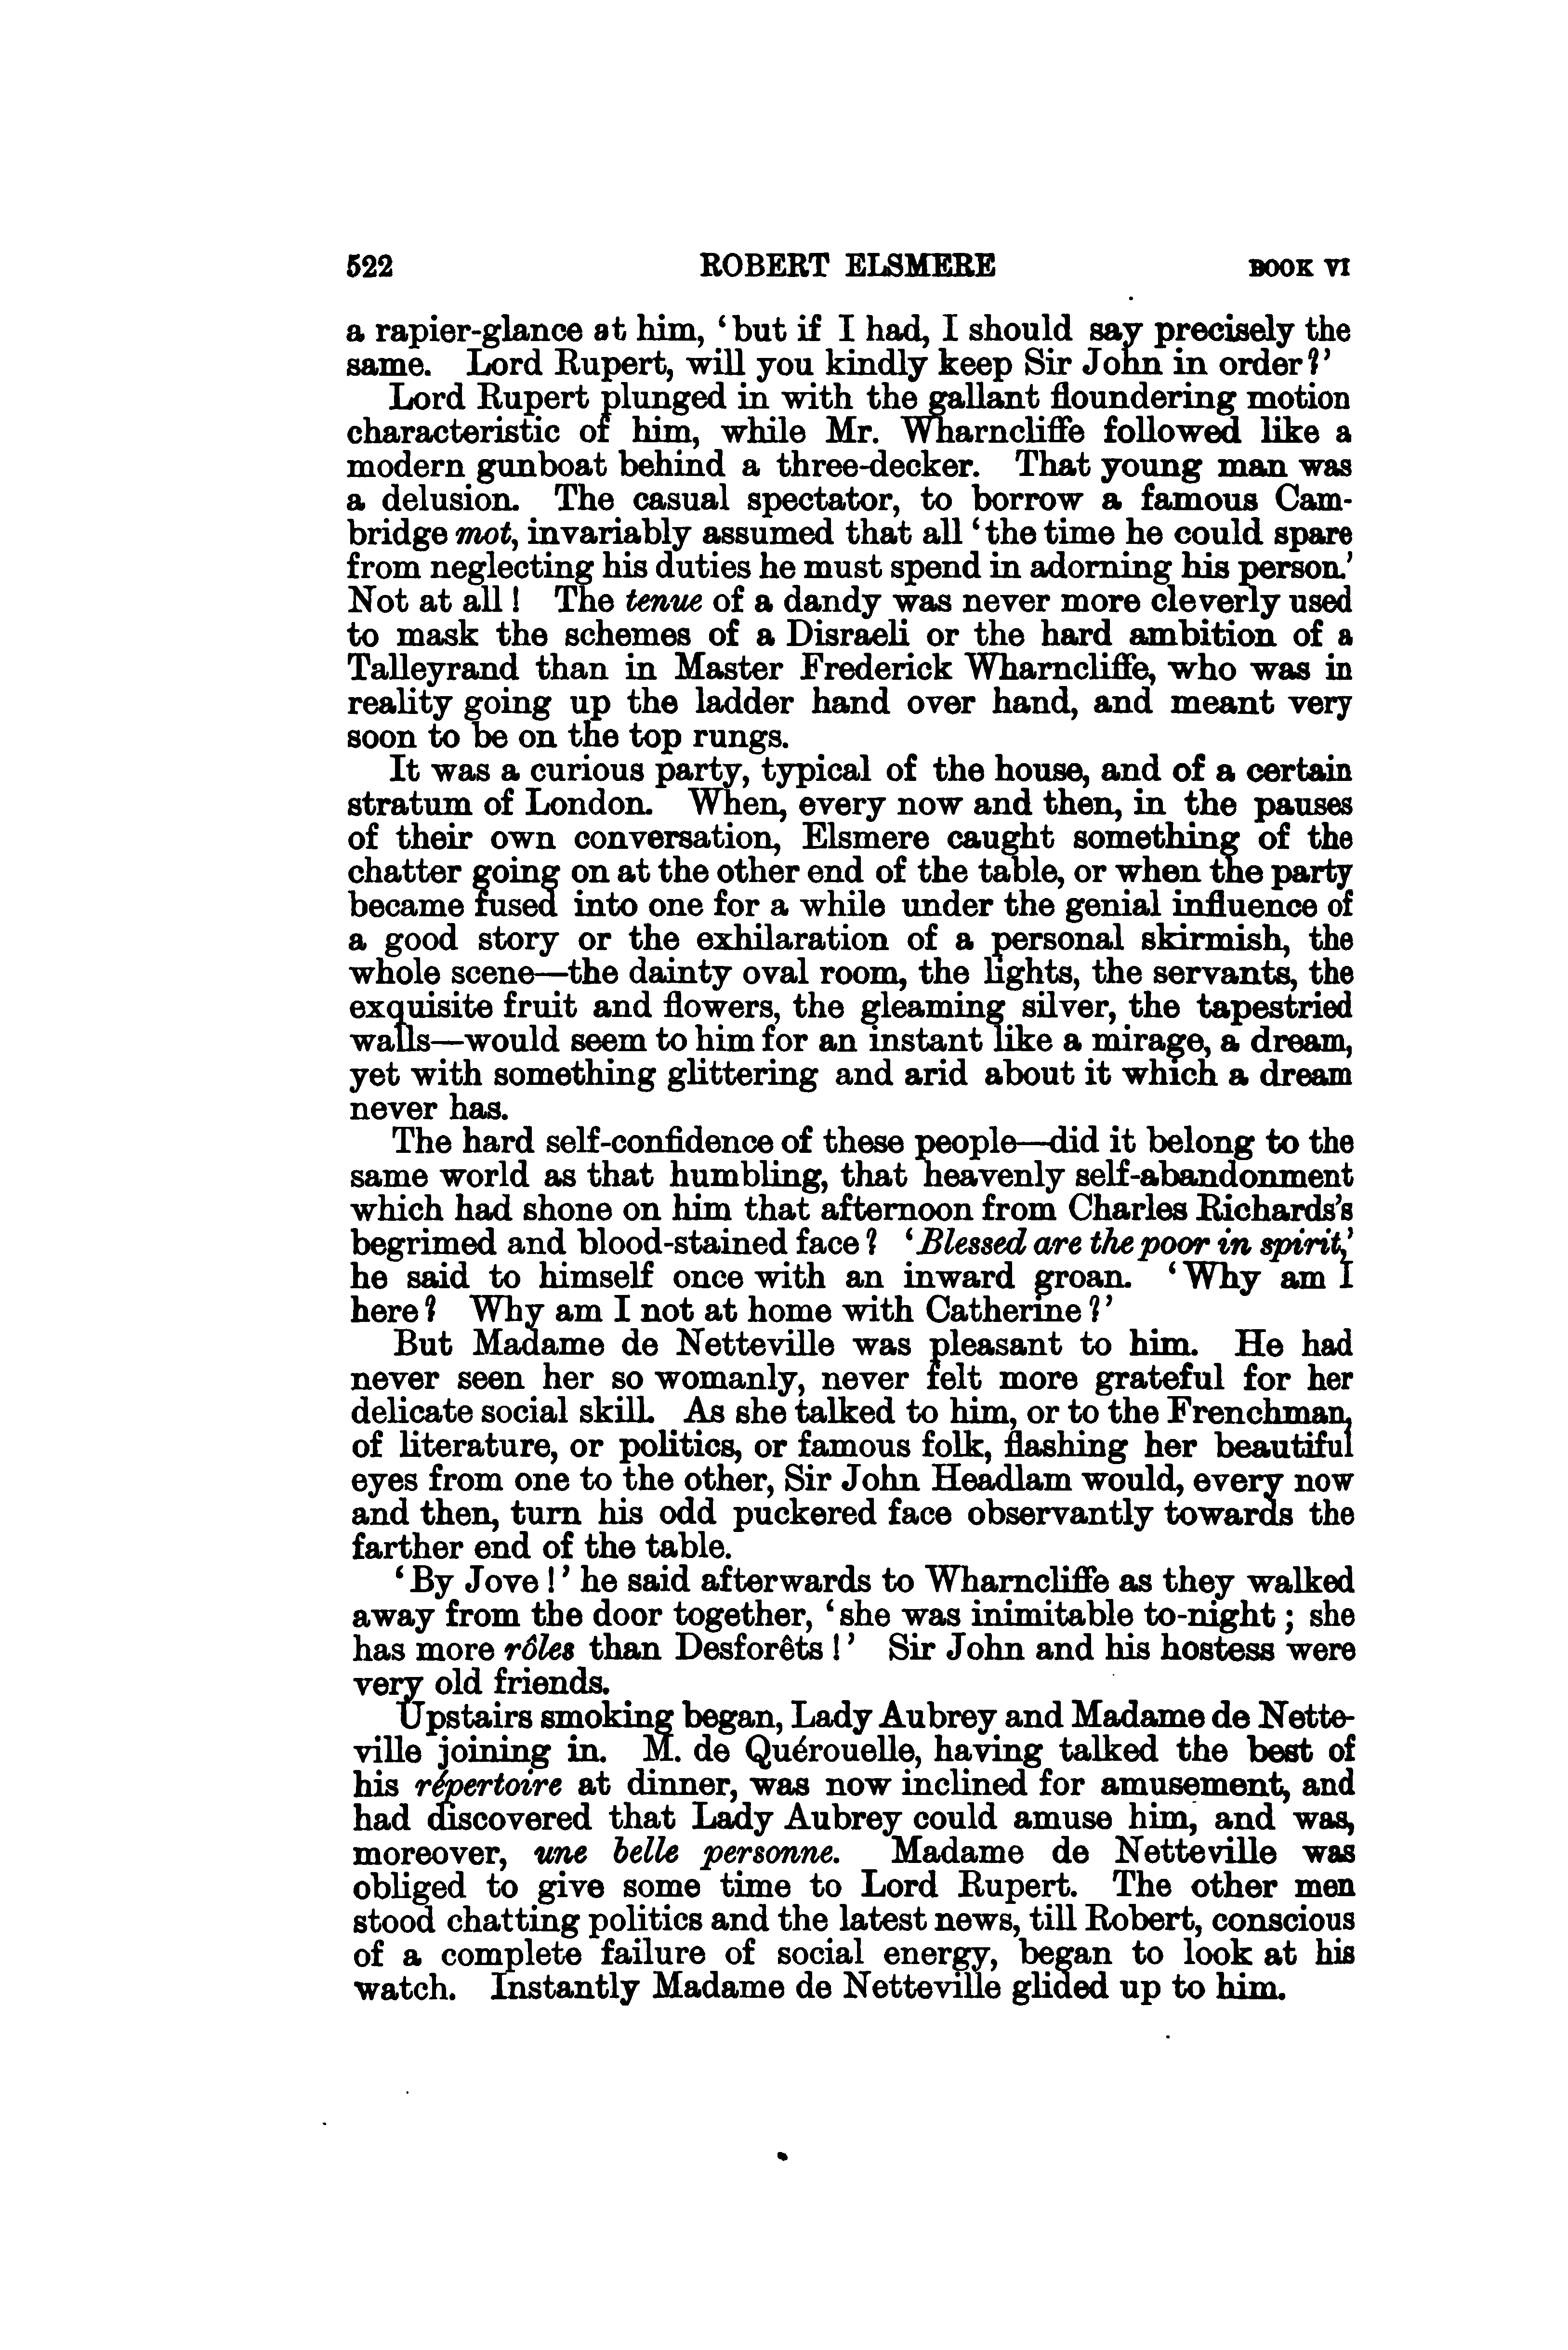 522 ROBERT ELSMERE BOOK VI
a rapier-glance at him, ‘but if I had, I should say precisely the
same. Lord Rupert, will you kindly keep Sir John in order?’
Lord Rupert plunged in with the gallant floundering motion
characteristic of him, while Mr. Wharncliffe followed like a
modern gunboat behind a three-decker. That young man was
a delusion. The casual spectator, to borrow a famous Cam-
bridge mot, invariably assumed that all ‘the time he could spare
from neglecting his duties he must spend in adorning his person.’
Not at all! The tenue of a dandy was never more cleverly used
to mask the schemes of a Disraeli or the hard ambition of a
Talleyrand than in Master Frederick Wharncliffe, who was in
reality going up the ladder hand over hand, and meant very
soon to be on the top rungs.
It was a curious party, typical of the house, and of a certain
stratum of London. When, every now and then, in the pauses
of their own conversation, Elsmere caught something of the
chatter going on at the other end of the table, or when the party
became fused into one for a while under the genial influence of
a good story or the exhilaration of a personal skirmish, the
whole scene—the dainty oval room, the lights, the servants, the
exquisite fruit and flowers, the gleaming silver, the tapestried
walls—would seem to him for an instant like a mirage, a dream,
yet with something glittering and arid about it which a dream
never has.
The hard self-confidence of these people—did it belong to the
same world as that humbling, that heavenly self-abandonment
which had shone on him that afternoon from Charles Richards’s
begrimed and blood-stained face? ‘Blessed are the poor in spirit,’
he said to himself once with an inward groan. ‘Why am I
here? Why am I not at home with Catherine?’
But Madame de Netteville was pleasant to him. He had
never seen her so womanly, never felt more grateful for her
delicate social skill. As she talked to him, or to the Frenchman,
of literature, or politics, or famous folk, flashing her beautiful
eyes from one to the other, Sir John Headlam would, every now
and then, turn his odd puckered face observantly towards the
farther end of the table.
‘By Jove!’ he said afterwards to Wharncliffe as they walked
away from the door together, ‘she was inimitable to-night; she
has more rôles than Desforêts!’ Sir John and his hostess were
very old friends.
Upstairs smoking began, Lady Aubrey and Madame de Nette-
ville joining in. M. de Quérouelle, having talked the best of
his répertoire at dinner, was now inclined for amusement, and
had discovered that Lady Aubrey could amuse him, and was,
moreover, une belle personne. Madame de Netteville was
obliged to give some time to Lord Rupert. The other men
stood chatting politics and the latest news, till Robert, conscious
of a complete failure of social energy, began to look at his
watch. Instantly Madame de Netteville glided up to him.